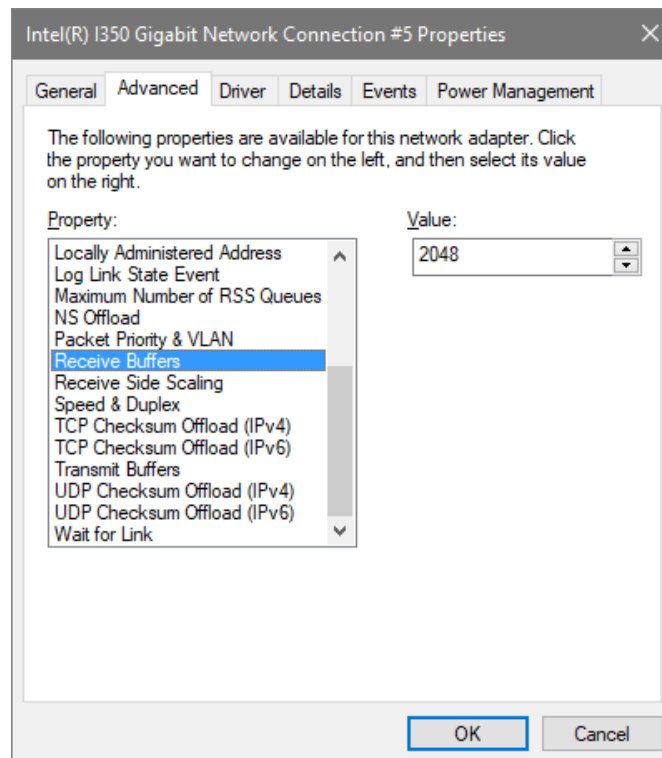 Intel(R) I350 Gigabit Network Connection #5 Properties
General Advanced Driver Details Events Power Management
The following properties are available for this network adapter. Click
the property you want to change on the left, and then select its value
on the right.
Property:
Value:
Locally Administered Address
Log Link State Event
Maximum Number of RSS Queues
NS Offload
Packet Priority & VLAN
Receive Buffers
Receive Side Scaling
Speed & Duplex
TCP Checksum Offload (IPv4)
TCP Checksum Offload (IPv6)
Transmit Buffers
UDP Checksum Offload (IPv4)
UDP Checksum Offload (IPv6)
Wait for Link
2048
OK
Cancel